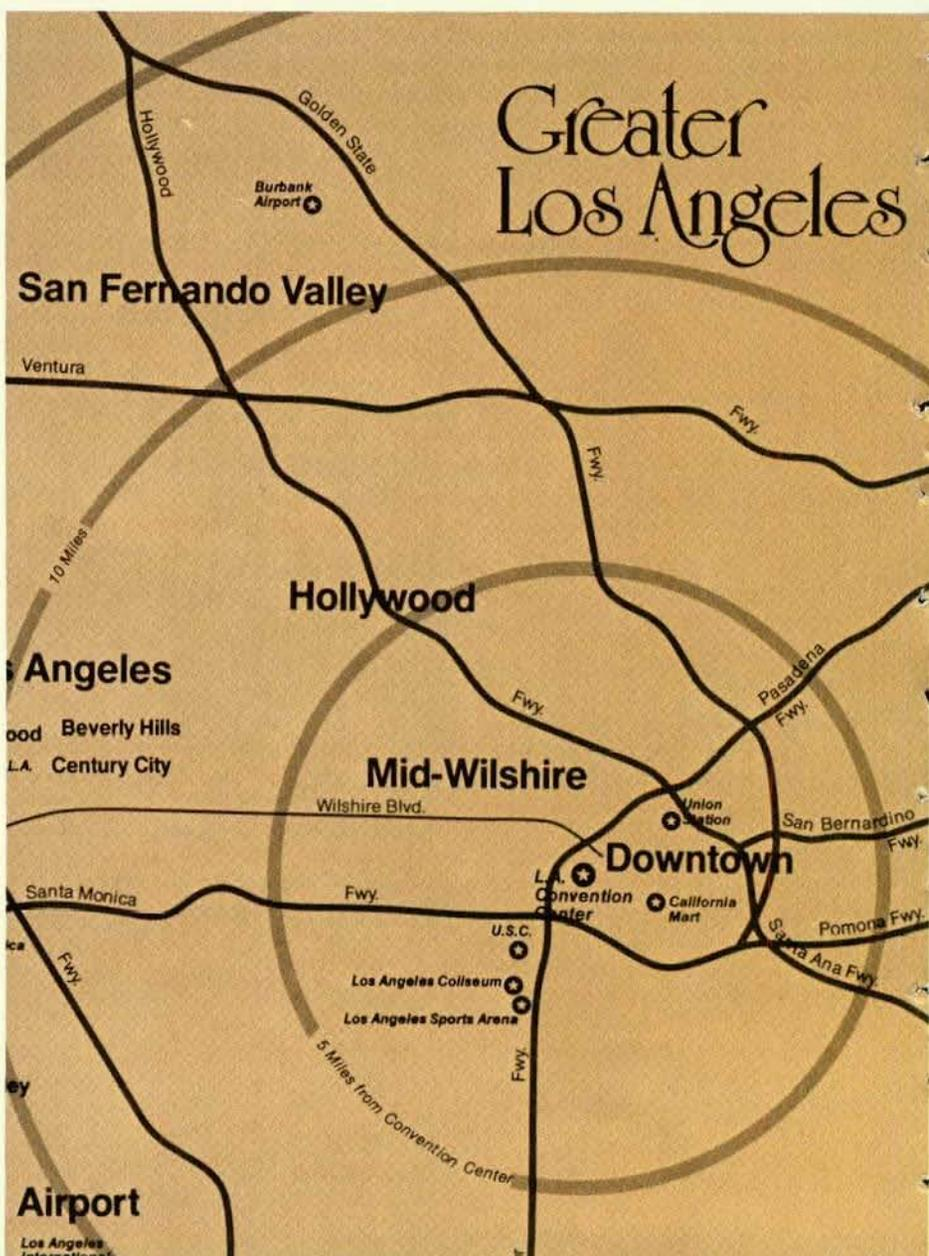 Greater
Los Angeles
Hollywood
Golden State
Burbank
Airport
San Fernando Valley
Ventura
Fwy.
Fwy.
10 Miles
Hollywood
Angeles
Beverly Hills
L.A. Century City
Fwy.
Pasadena
Fwy.
Mid-Wilshire
Wilshire Blvd.
Union
Station
San Bernardino
Fwy.
Downtown
L.A.
Convention
Center
California
Mart
Santa Monica
Fwy.
U.S.C.
Pomona Fwy.
Santa Ana Fwy.
Fwy.
Los Angeles Coliseum
Los Angeles Sports Arena
5 Miles from Convention Center
Fwy.
Airport
Los Angeles
International